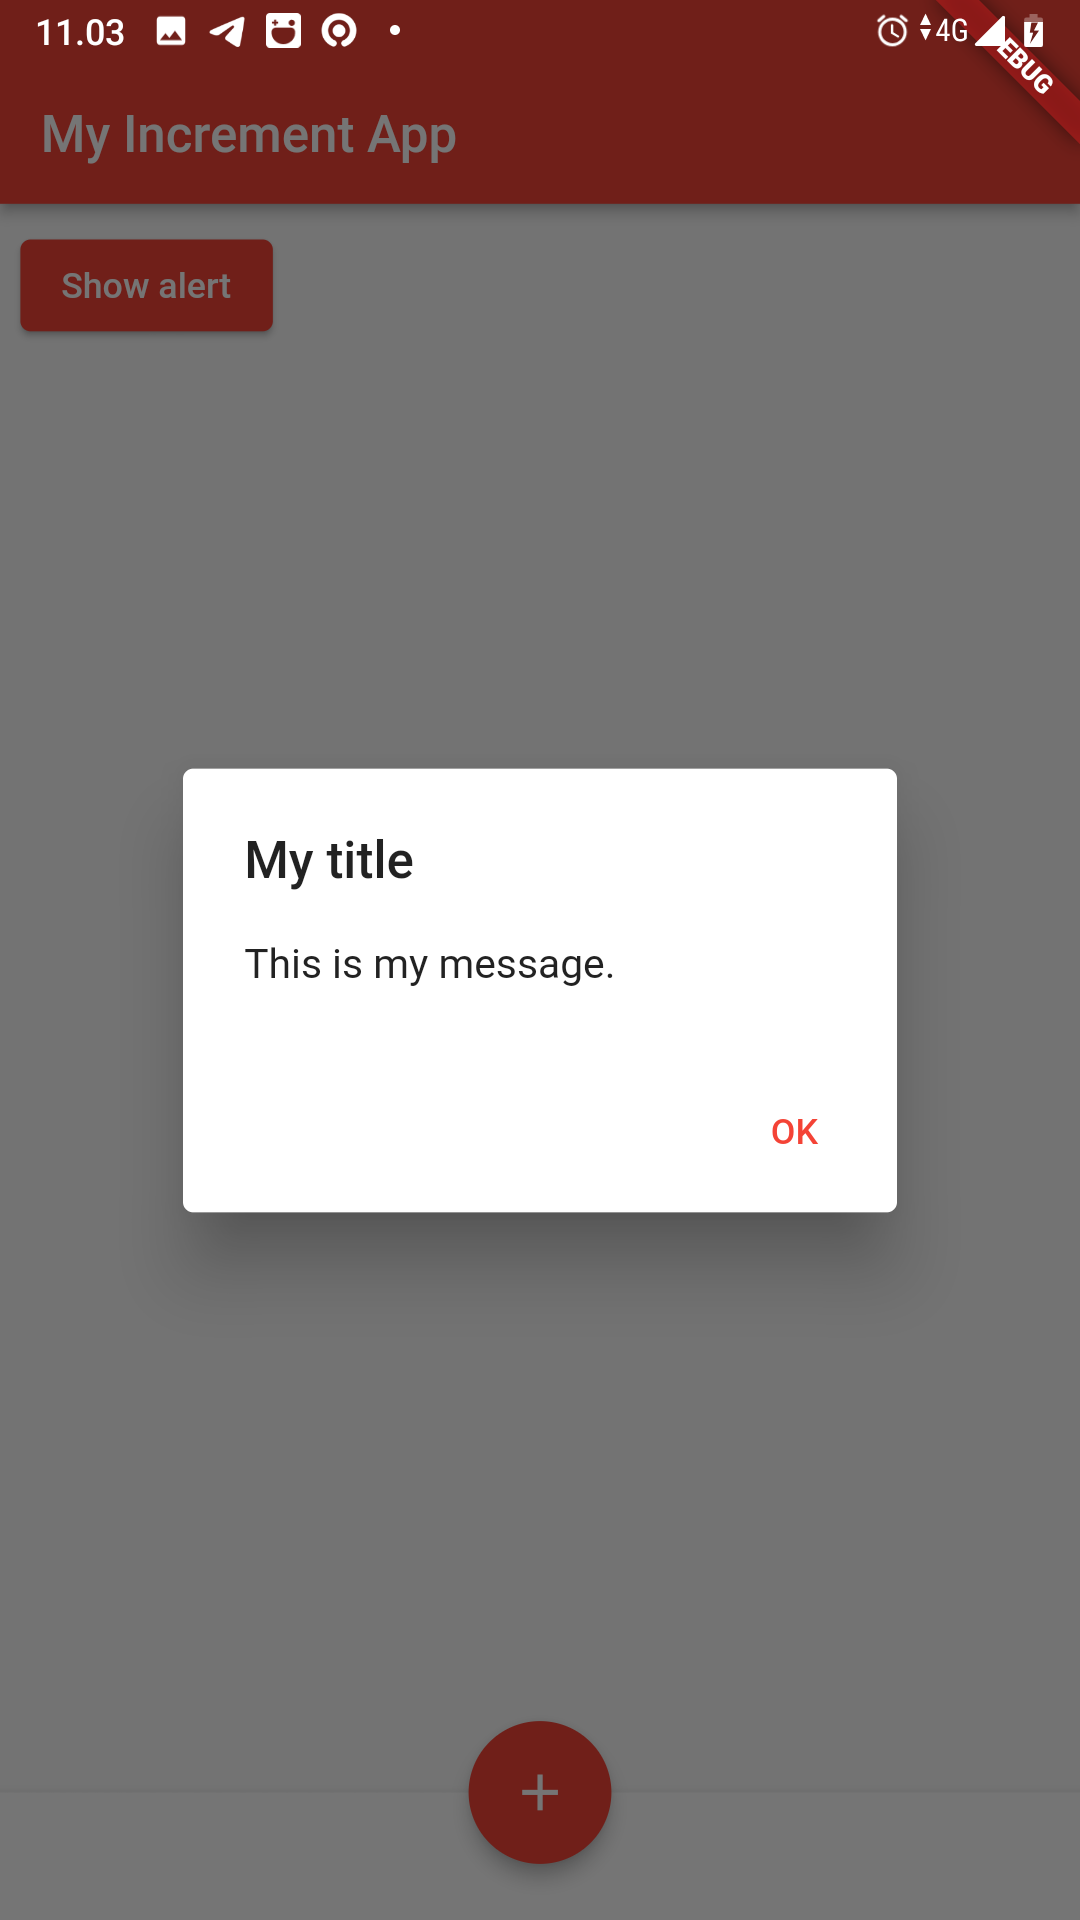 11.03
4G
EBUG
My Increment App
Show alert
My title
This is my message.
OK